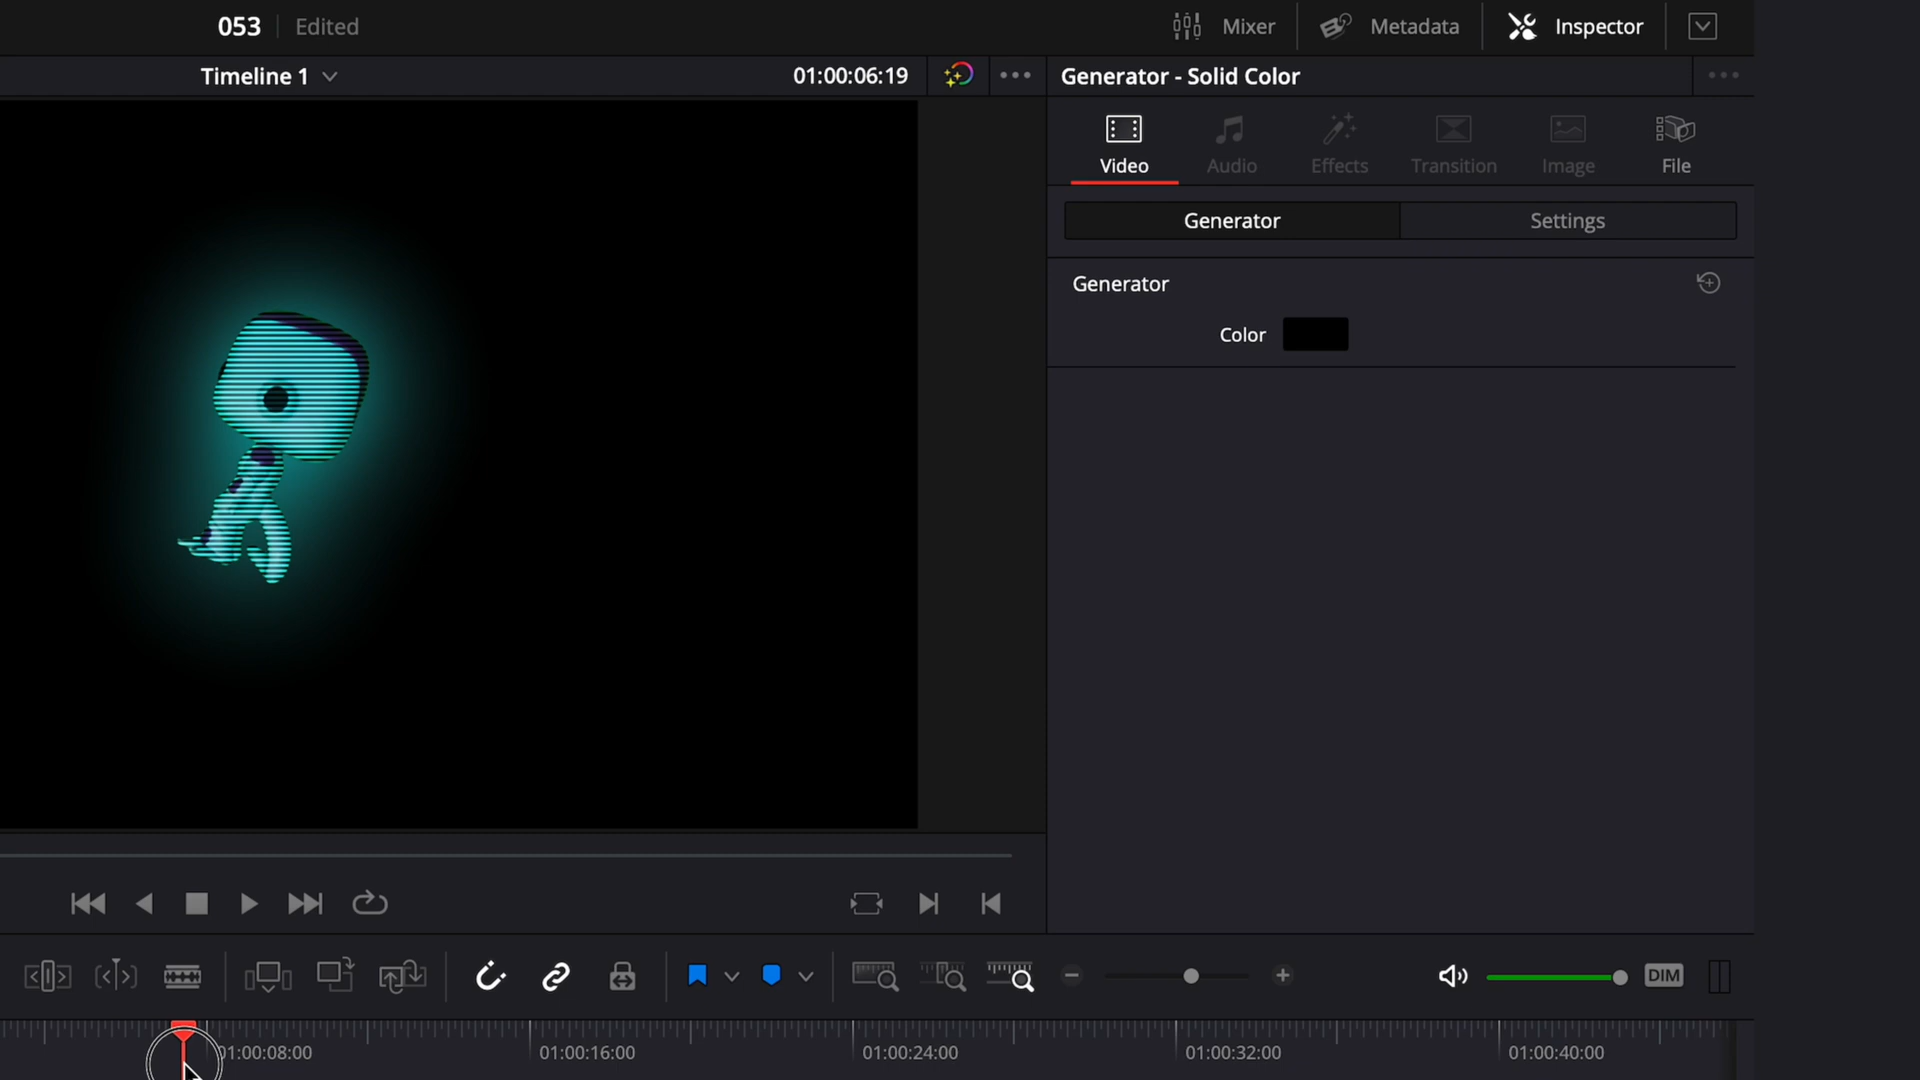 053 Edited Mixer Metadata Inspector
Timeline 1 01:00:06:19 Generator - Solid Color
Video Audio Effects Transition Image File
Generator Settings
Generator
Color
DIM
01:00:08:00 01:00:16:00 01:00:24:00 01:00:32:00 01:00:40:00